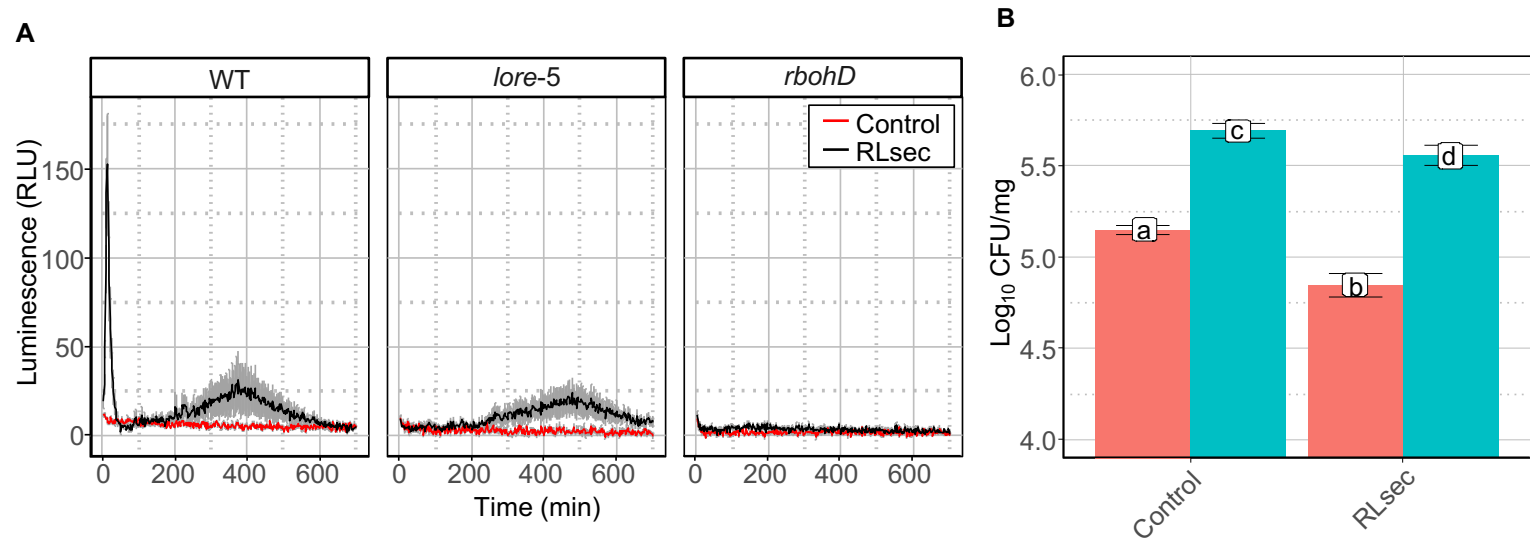 A
B
WT
lore-5
rbohD
Control
RLsec
Luminescence (RLU)
150
100
50
0
0 200 400 600
0 200 400 600
0 200 400 600
Time (min)
Log₁₀ CFU/mg
6.0
5.5
5.0
4.5
4.0
a
c
b
d
Control
RLsec